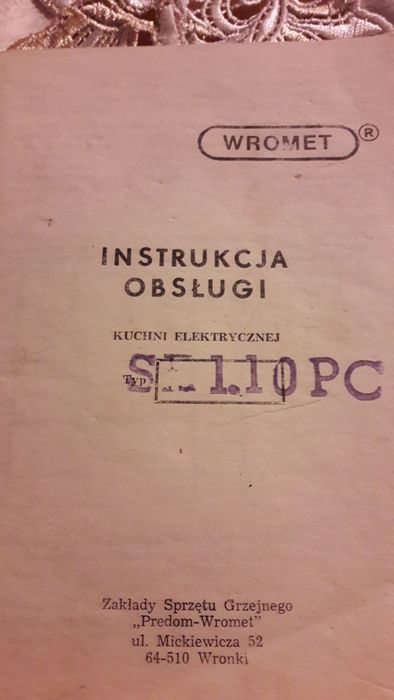 WROMET ®
INSTRUKCJA
OBSŁUGI
KUCHNI ELEKTRYCZNEJ
Typ 1.10 PC
Zakłady Sprzętu Grzejnego
„Predom-Wromet"
ul. Mickiewicza 52
64-510 Wronki